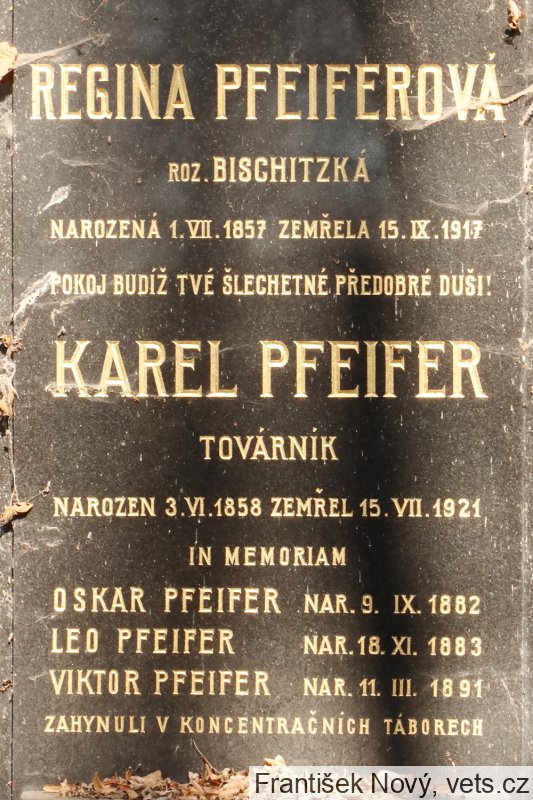 REGINA PFEIFEROVÁ
ROZ. BISCHITZKÁ
NAROZENÁ 1. VII. 1857 ZEMŘELA 15. IX. 1917
POKOJ BUDÍŽ TVÉ ŠLECHETNÉ PŘEDOBRÉ DUŠI!
KAREL PFEIFER
TOVÁRNÍK
NAROZEN 3. VI. 1858 ZEMŘEL 15. VII. 1921
IN MEMORIAM
OSKAR PFEIFER NAR. 9. IX. 1882
LEO PFEIFER NAR. 18. XI. 1883
VIKTOR PFEIFER NAR. 11. III. 1891
ZAHYNULI V KONCENTRAČNÍCH TÁBORECH
František Nový, vets.cz